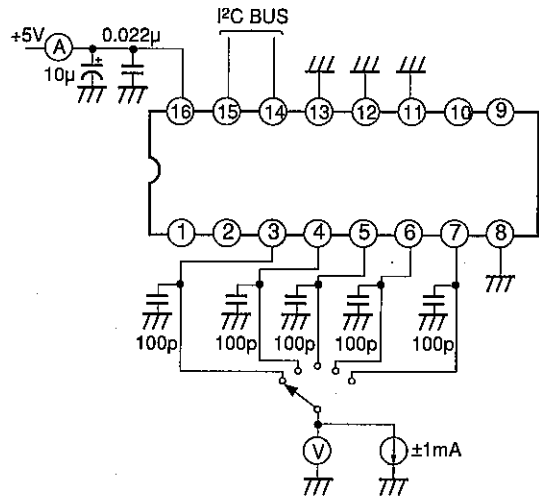 I²C BUS
+5V A 0.022μ
10μ +
16 15 14 13 12 11 10 9
1 2 3 4 5 6 7 8
100p 100p 100p 100p 100p
V ±1mA